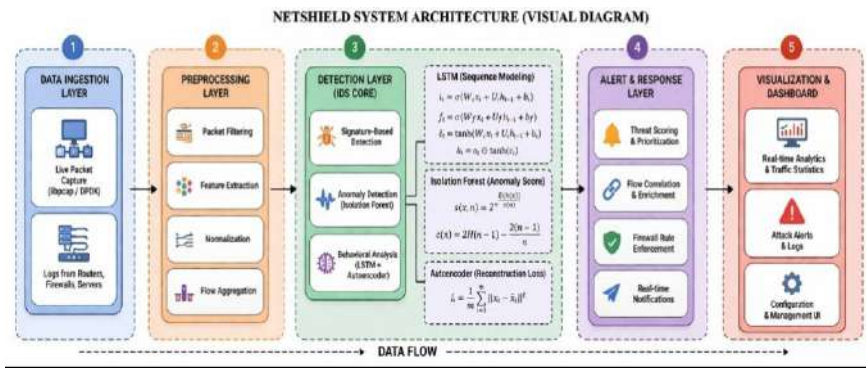 NETSHIELD SYSTEM ARCHITECTURE (VISUAL DIAGRAM)
1
DATA INGESTION
LAYER
Live Packet
Capture
(libpcap / DPDK)
Logs from Routers,
Firewalls, Servers
2
PREPROCESSING
LAYER
Packet Filtering
Feature Extraction
Normalization
Flow Aggregation
3
DETECTION LAYER
(IDS CORE)
Signature-Based
Detection
Anomaly Detection
(Isolation Forest)
Behavioral Analysis
(LSTM +
Autoencoder)
LSTM (Sequence Modeling)
Isolation Forest (Anomaly Score)
c(x) = 2H(n − 1) − 2(n − 1)/n
Autoencoder (Reconstruction Loss)
4
ALERT & RESPONSE
LAYER
Threat Scoring
& Prioritization
Flow Correlation
& Enrichment
Firewall Rule
Enforcement
Real-time
Notifications
5
VISUALIZATION &
DASHBOARD
Real-time Analytics
& Traffic Statistics
Attack Alerts
& Logs
Configuration
& Management UI
DATA FLOW